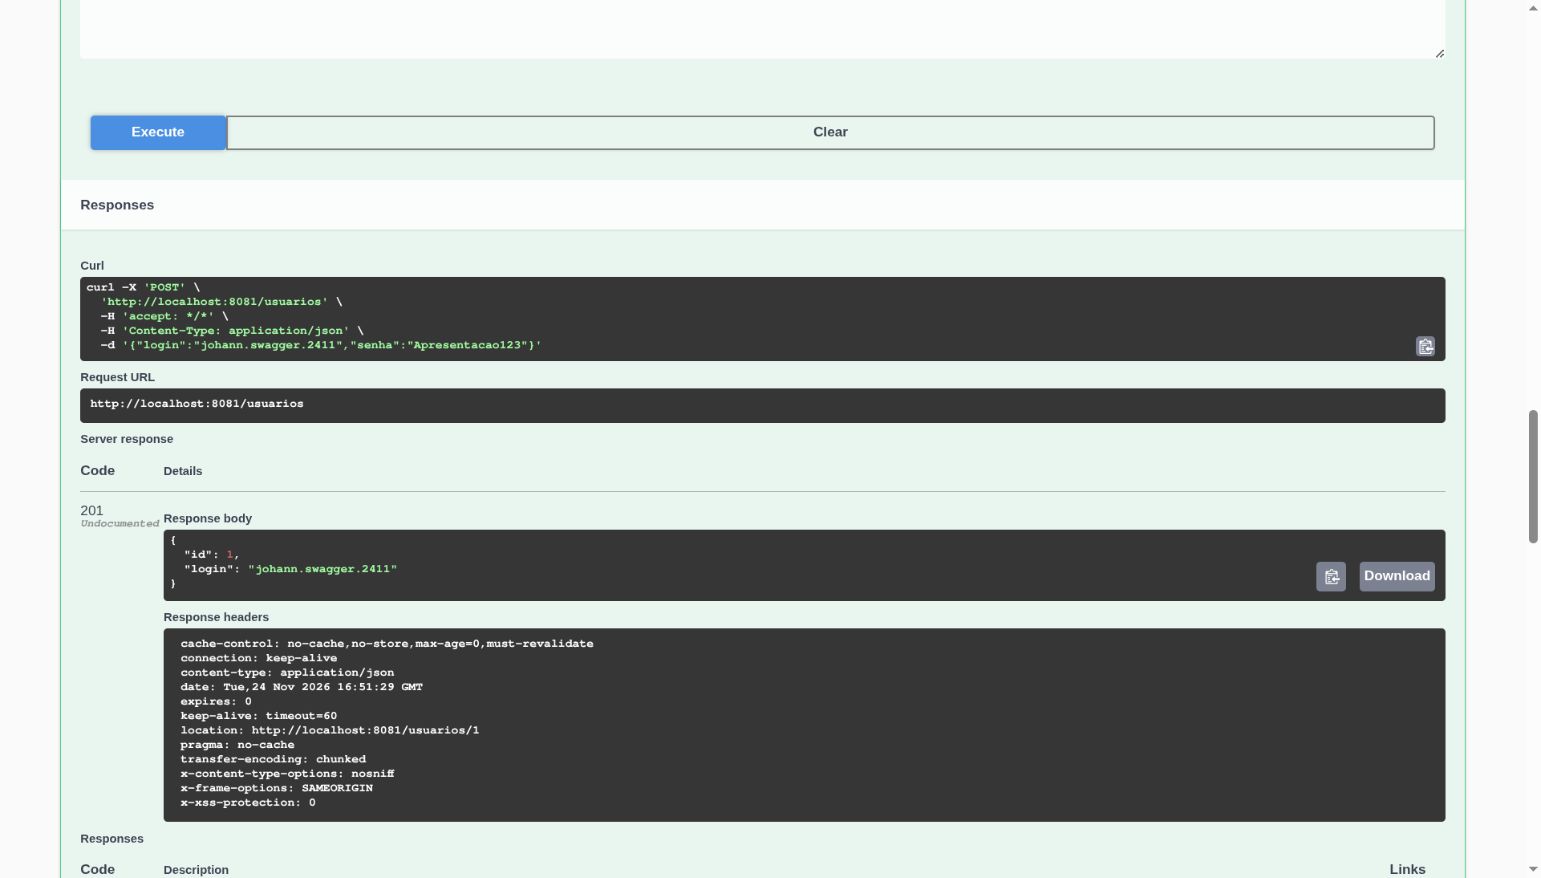 Execute
Clear
Responses
Curl
curl -X 'POST' \
  'http://localhost:8081/usuarios' \
  -H 'accept: */*' \
  -H 'Content-Type: application/json' \
  -d '{"login":"johann.swagger.2411","senha":"Apresentacao123"}'
Request URL
http://localhost:8081/usuarios
Server response
Code Details
201
Undocumented
Response body
{
  "id": 1,
  "login": "johann.swagger.2411"
}
Download
Response headers
cache-control: no-cache,no-store,max-age=0,must-revalidate
connection: keep-alive
content-type: application/json
date: Tue,24 Nov 2026 16:51:29 GMT
expires: 0
keep-alive: timeout=60
location: http://localhost:8081/usuarios/1
pragma: no-cache
transfer-encoding: chunked
x-content-type-options: nosniff
x-frame-options: SAMEORIGIN
x-xss-protection: 0
Responses
Code Description Links